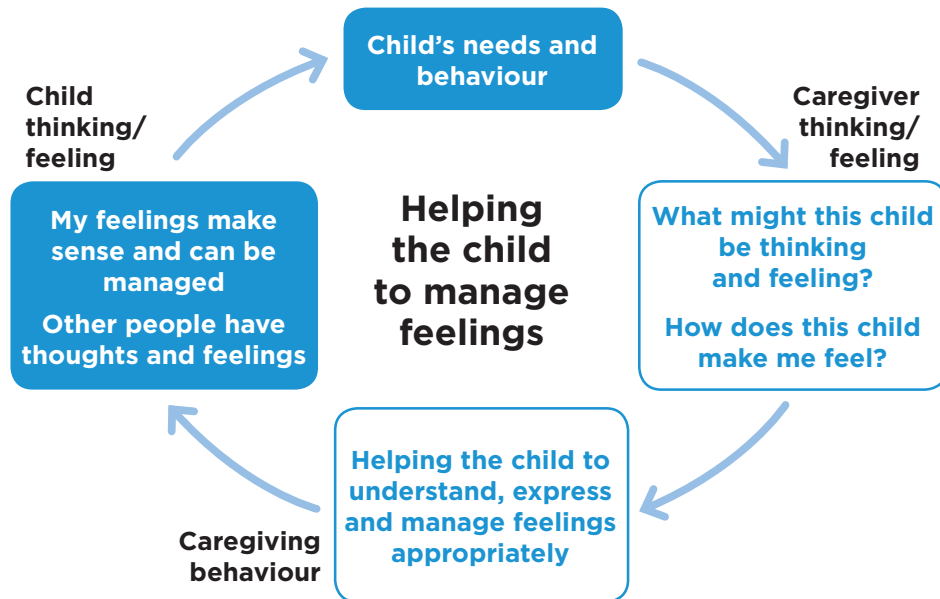 Child's needs and
behaviour
Child
thinking/
feeling
Caregiver
thinking/
feeling
My feelings make
sense and can be
managed
Other people have
thoughts and feelings
Helping
the child
to manage
feelings
What might this child
be thinking
and feeling?
How does this child
make me feel?
Helping the child to
understand, express
and manage feelings
appropriately
Caregiving
behaviour